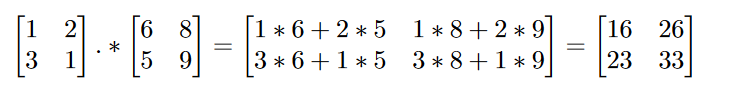 [1 2; 3 1] .* [6 8; 5 9] = [1 ∗ 6 + 2 ∗ 5 1 ∗ 8 + 2 ∗ 9; 3 ∗ 6 + 1 ∗ 5 3 ∗ 8 + 1 ∗ 9] = [16 26; 23 33]